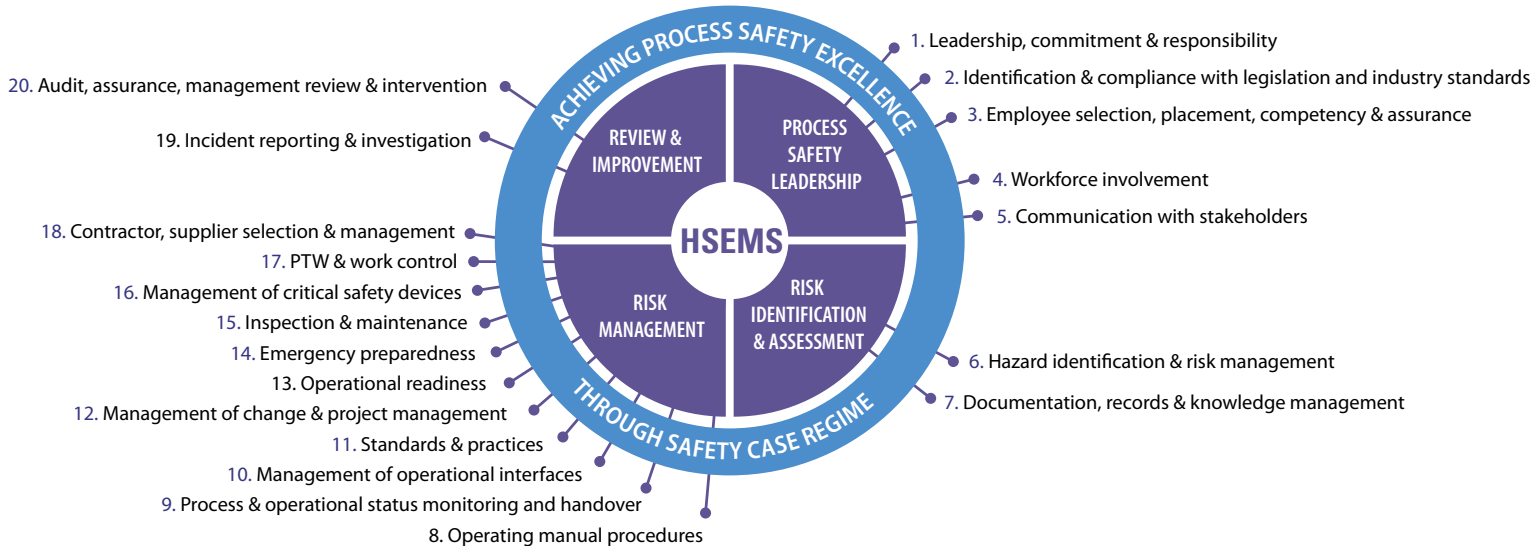 ACHIEVING PROCESS SAFETY EXCELLENCE
THROUGH SAFETY CASE REGIME
REVIEW &
IMPROVEMENT
PROCESS
SAFETY
LEADERSHIP
HSEMS
RISK
MANAGEMENT
RISK
IDENTIFICATION
& ASSESSMENT
1. Leadership, commitment & responsibility
2. Identification & compliance with legislation and industry standards
3. Employee selection, placement, competency & assurance
4. Workforce involvement
5. Communication with stakeholders
6. Hazard identification & risk management
7. Documentation, records & knowledge management
8. Operating manual procedures
9. Process & operational status monitoring and handover
10. Management of operational interfaces
11. Standards & practices
12. Management of change & project management
13. Operational readiness
14. Emergency preparedness
15. Inspection & maintenance
16. Management of critical safety devices
17. PTW & work control
18. Contractor, supplier selection & management
19. Incident reporting & investigation
20. Audit, assurance, management review & intervention